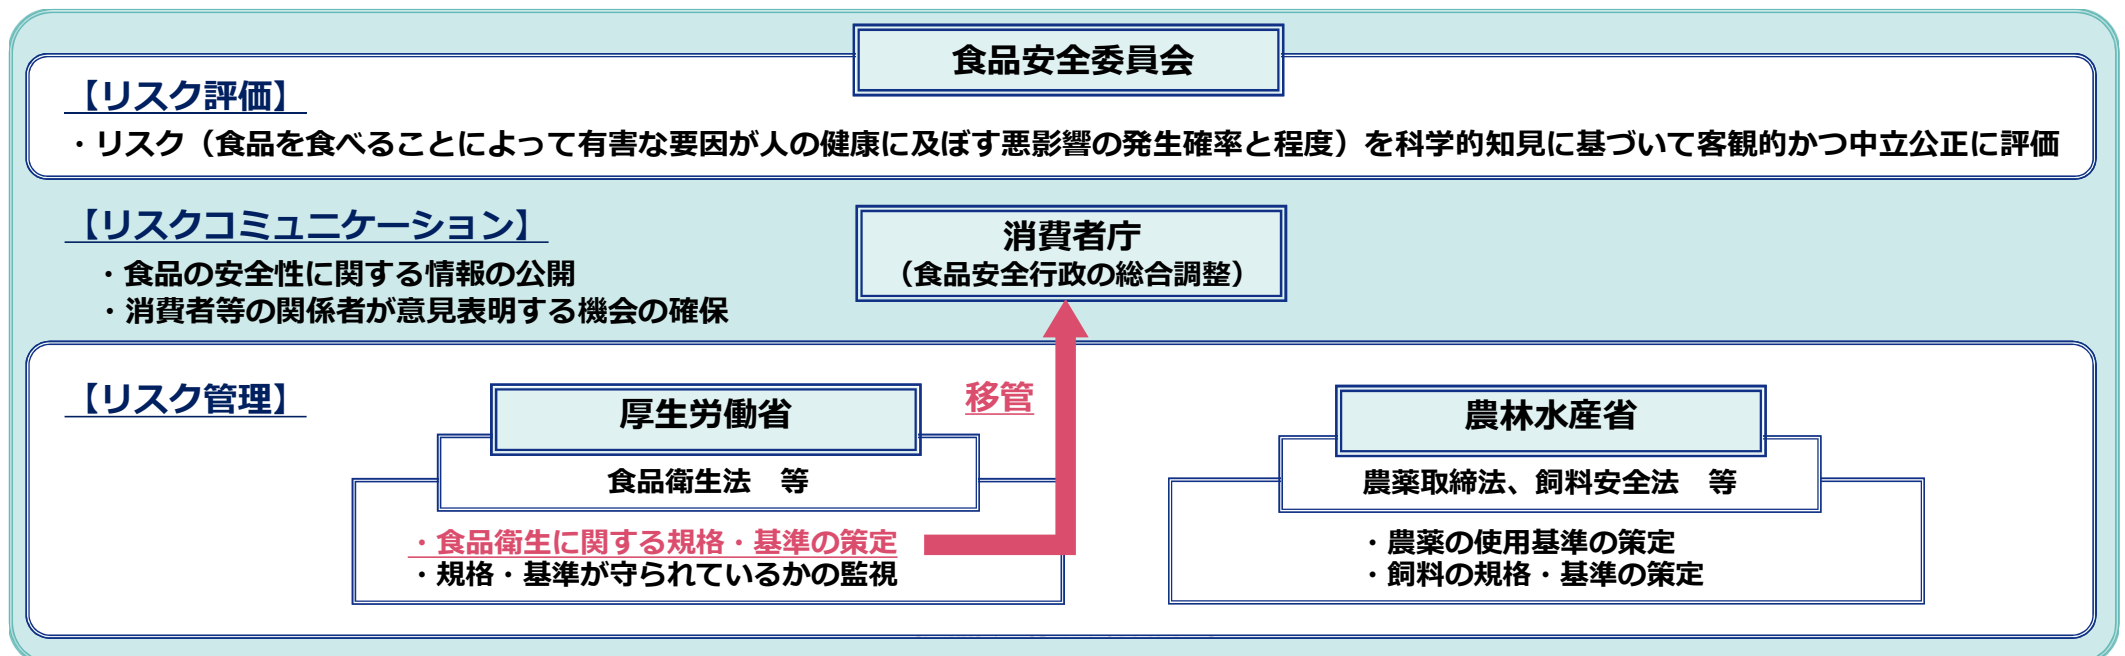 食品安全委員会
【リスク評価】
・リスク（食品を食べることによって有害な要因が人の健康に及ぼす悪影響の発生確率と程度）を科学的知見に基づいて客観的かつ中立公正に評価
【リスクコミュニケーション】
・食品の安全性に関する情報の公開
・消費者等の関係者が意見表明する機会の確保
消費者庁
（食品安全行政の総合調整）
【リスク管理】
厚生労働省
食品衛生法　等
・食品衛生に関する規格・基準の策定
・規格・基準が守られているかの監視
移管
農林水産省
農薬取締法、飼料安全法　等
・農薬の使用基準の策定
・飼料の規格・基準の策定